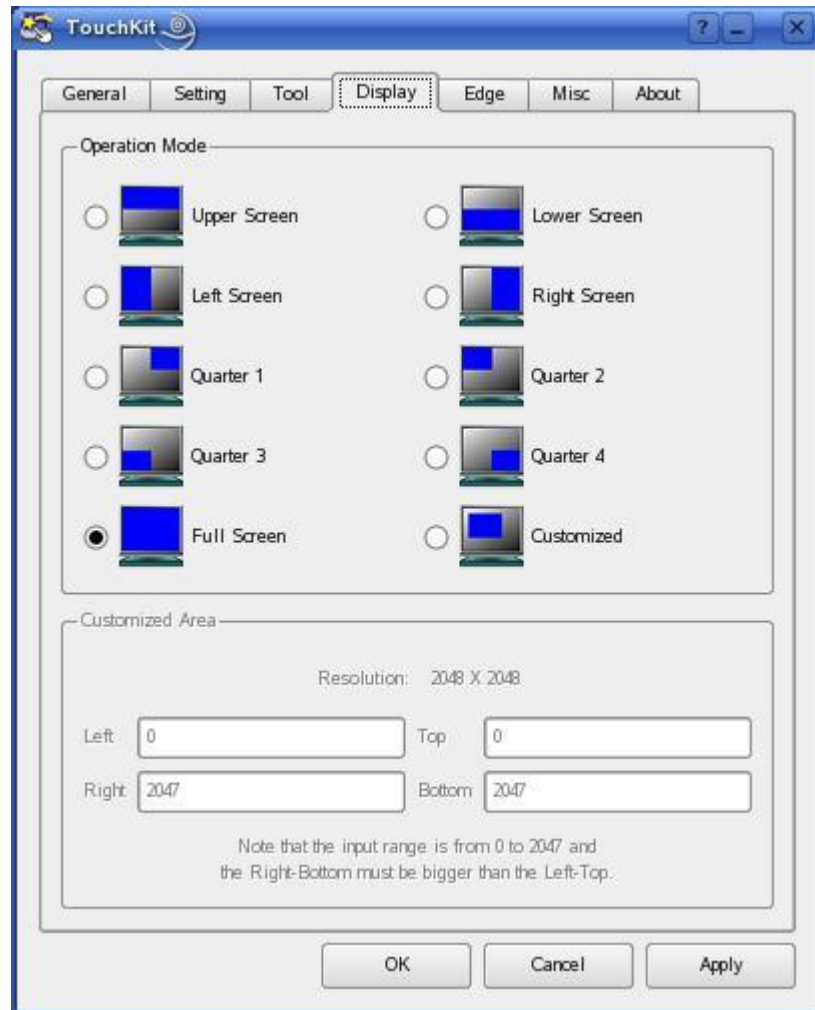 TouchKit
General Setting Tool Display Edge Misc About
Operation Mode
Upper Screen Lower Screen
Left Screen Right Screen
Quarter 1 Quarter 2
Quarter 3 Quarter 4
Full Screen Customized
Customized Area
Resolution: 2048 X 2048
Left 0 Top 0
Right 2047 Bottom 2047
Note that the input range is from 0 to 2047 and
the Right-Bottom must be bigger than the Left-Top.
OK Cancel Apply